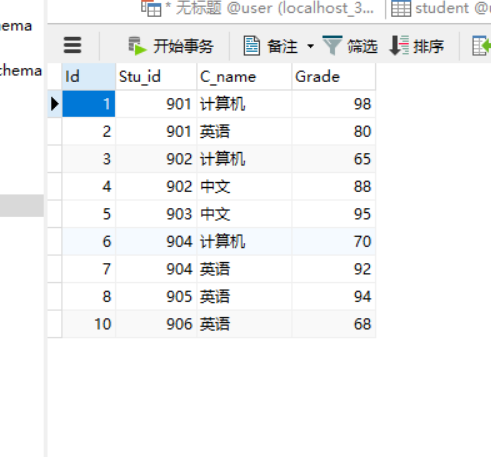 * 无标题 @user (localhost_3... student @
ema
chema
开始事务 备注 筛选 排序
Id Stu_id C_name Grade
1 901 计算机 98
2 901 英语 80
3 902 计算机 65
4 902 中文 88
5 903 中文 95
6 904 计算机 70
7 904 英语 92
8 905 英语 94
10 906 英语 68